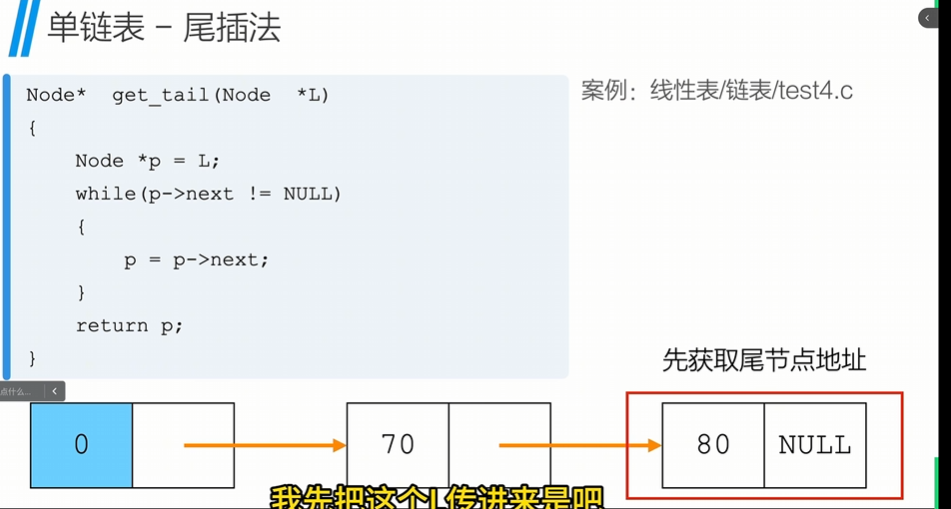 单链表 - 尾插法
Node*  get_tail(Node  *L)
{
    Node *p = L;
    while(p->next != NULL)
    {
        p = p->next;
    }
    return p;
}
案例：线性表/链表/test4.c
先获取尾节点地址
点什么...
0
70
80
NULL
我先把这个L传进来是吧